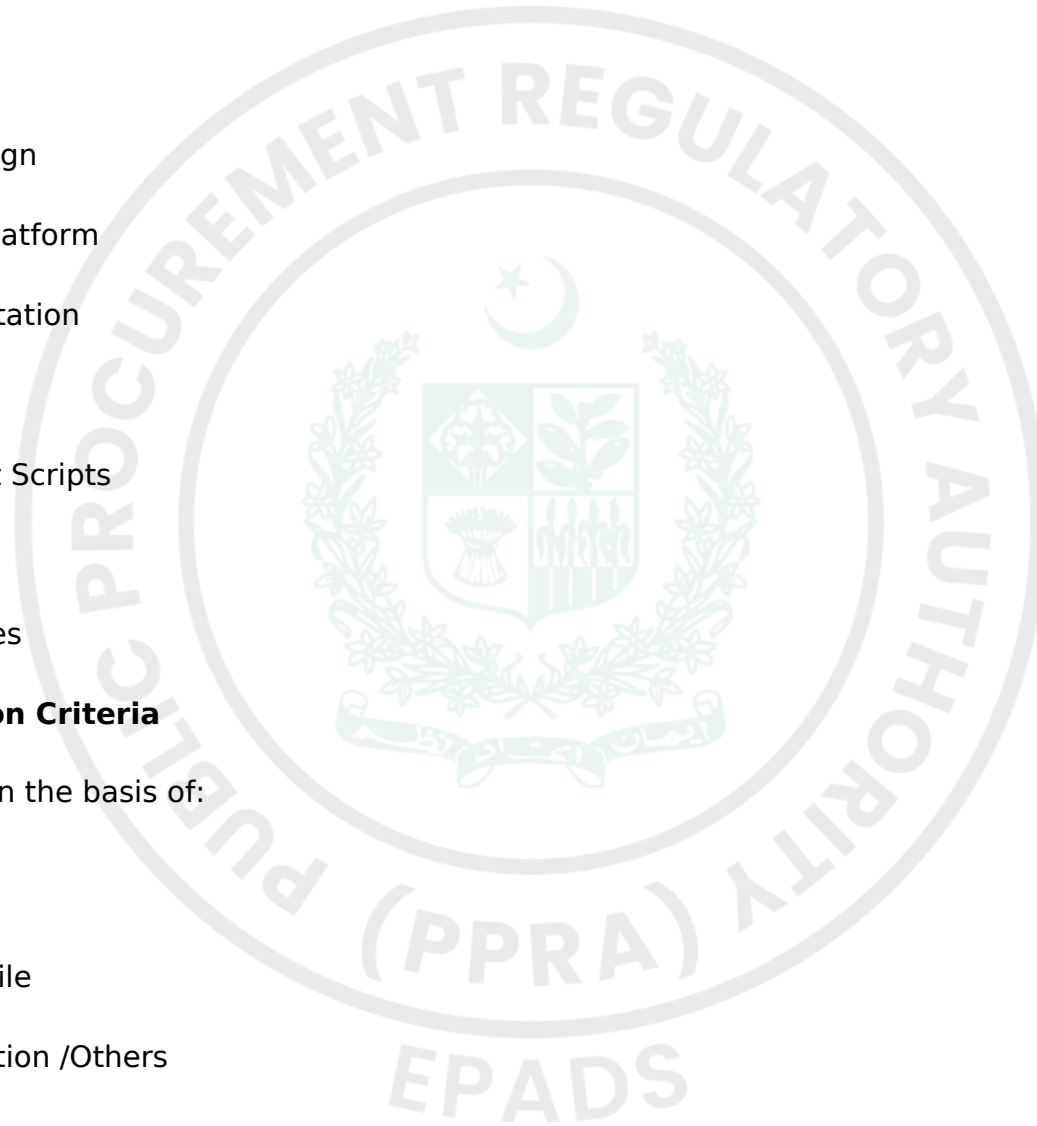 gn
atform
tation
t Scripts
es
on Criteria
n the basis of:
ile
tion /Others
PUBLIC PROCUREMENT REGULATORY AUTHORITY
(PPRA)
EPADS